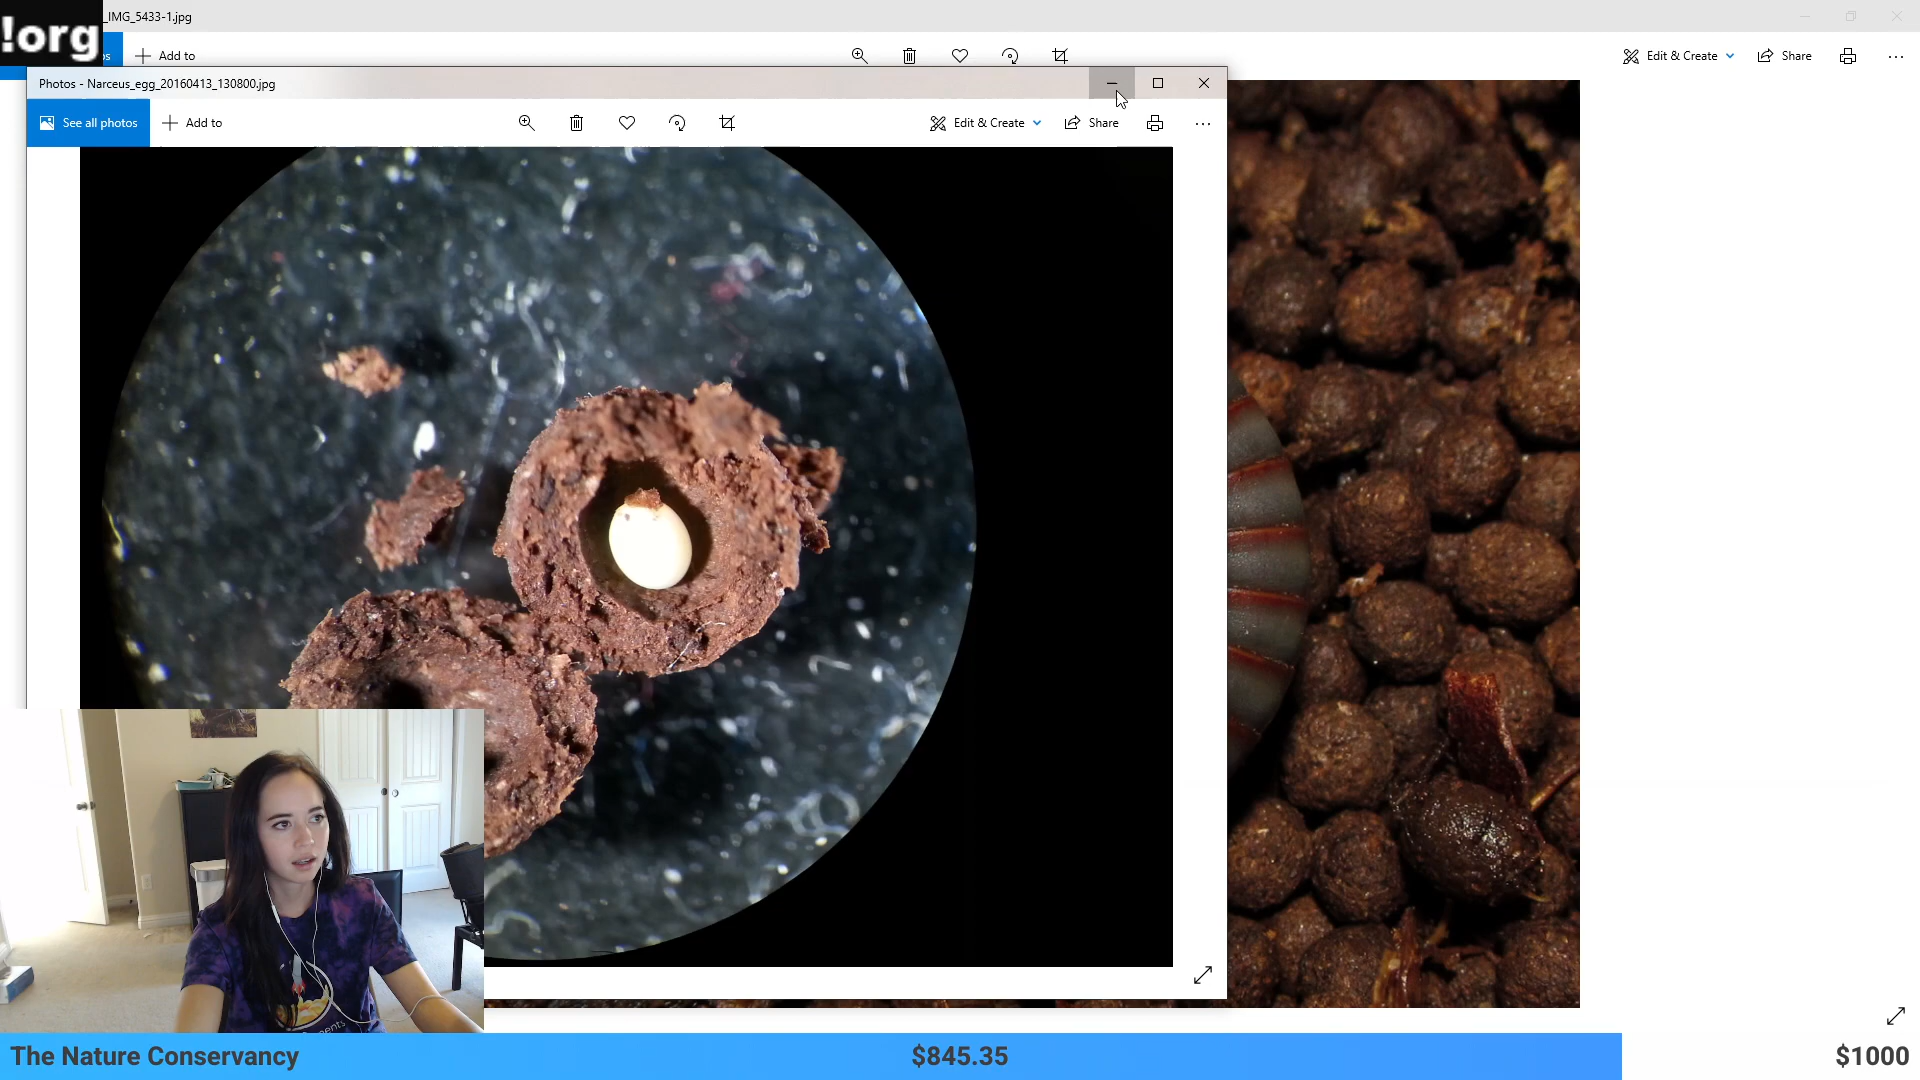 _IMG_5433-1.jpg
!org
Add to
Edit & Create
Share
Photos - Narceus_egg_20160413_130800.jpg
See all photos
Add to
Edit & Create
Share
The Nature Conservancy
$845.35
$1000